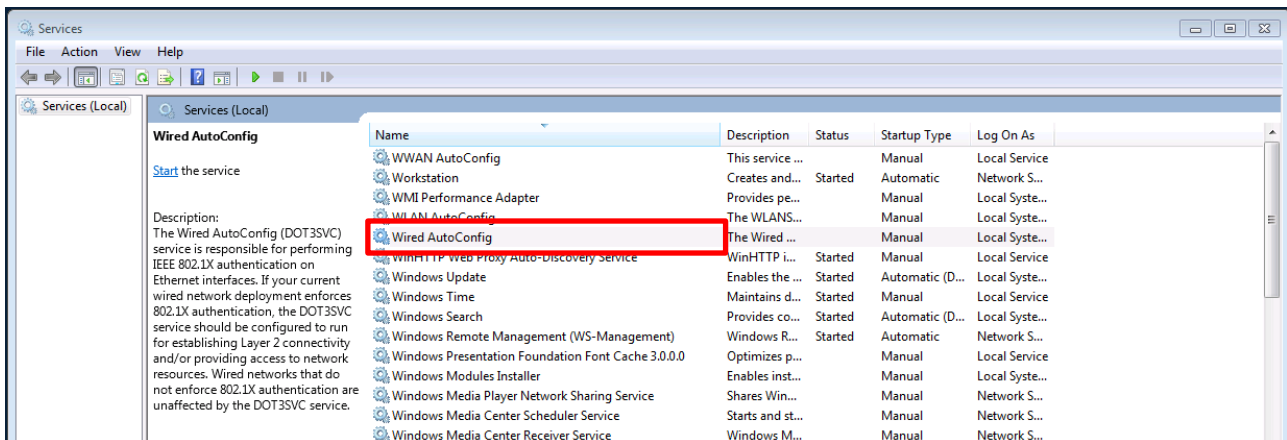 Services
File Action View Help
Services (Local)
Services (Local)
Wired AutoConfig
Start the service
Description:
The Wired AutoConfig (DOT3SVC)
service is responsible for performing
IEEE 802.1X authentication on
Ethernet interfaces. If your current
wired network deployment enforces
802.1X authentication, the DOT3SVC
service should be configured to run
for establishing Layer 2 connectivity
and/or providing access to network
resources. Wired networks that do
not enforce 802.1X authentication are
unaffected by the DOT3SVC service.
Name Description Status Startup Type Log On As
WWAN AutoConfig This service ... Manual Local Service
Workstation Creates and... Started Automatic Network S...
WMI Performance Adapter Provides pe... Manual Local Syste...
WLAN AutoConfig The WLANS... Manual Local Syste...
Wired AutoConfig The Wired ... Manual Local Syste...
WinHTTP Web Proxy Auto-Discovery Service WinHTTP i... Started Manual Local Service
Windows Update Enables the ... Started Automatic (D... Local Syste...
Windows Time Maintains d... Started Manual Local Service
Windows Search Provides co... Started Automatic (D... Local Syste...
Windows Remote Management (WS-Management) Windows R... Started Automatic Network S...
Windows Presentation Foundation Font Cache 3.0.0.0 Optimizes p... Manual Local Service
Windows Modules Installer Enables inst... Manual Local Syste...
Windows Media Player Network Sharing Service Shares Win... Manual Network S...
Windows Media Center Scheduler Service Starts and st... Manual Network S...
Windows Media Center Receiver Service Windows M... Manual Network S...